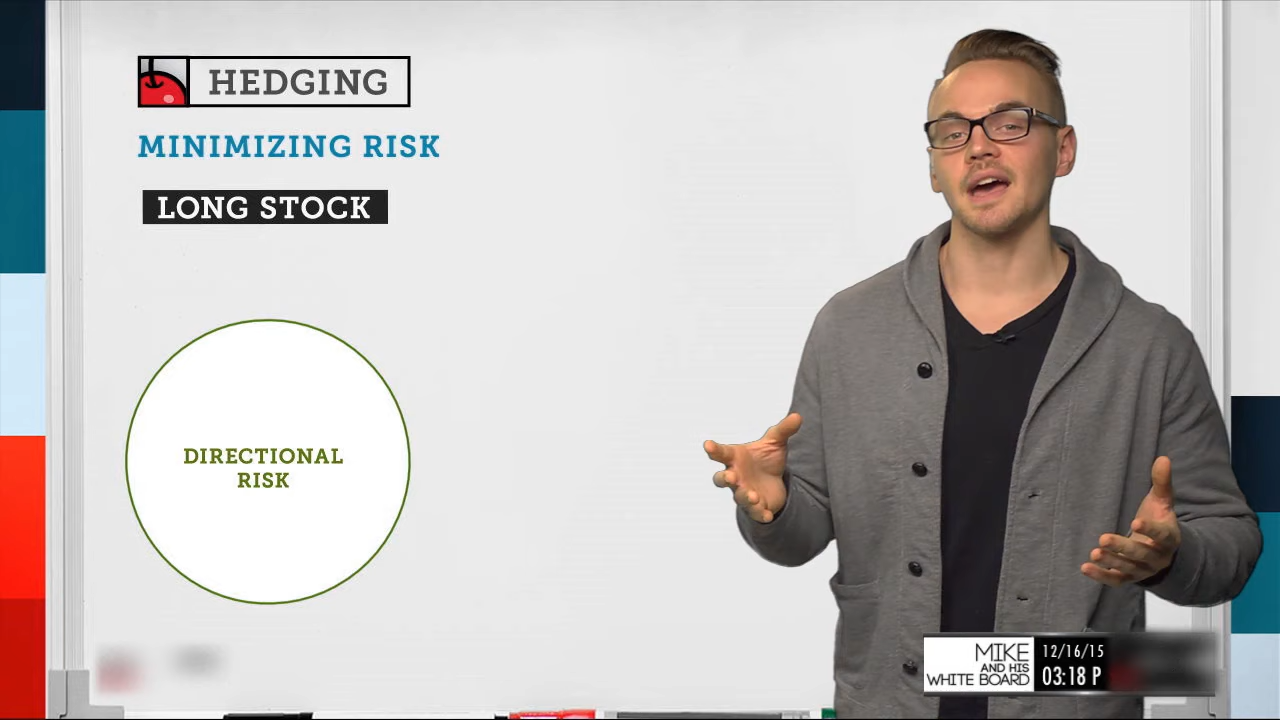 HEDGING
MINIMIZING RISK
LONG STOCK
DIRECTIONAL
RISK
MIKE
AND HIS
WHITE BOARD
12/16/15
03:18 P